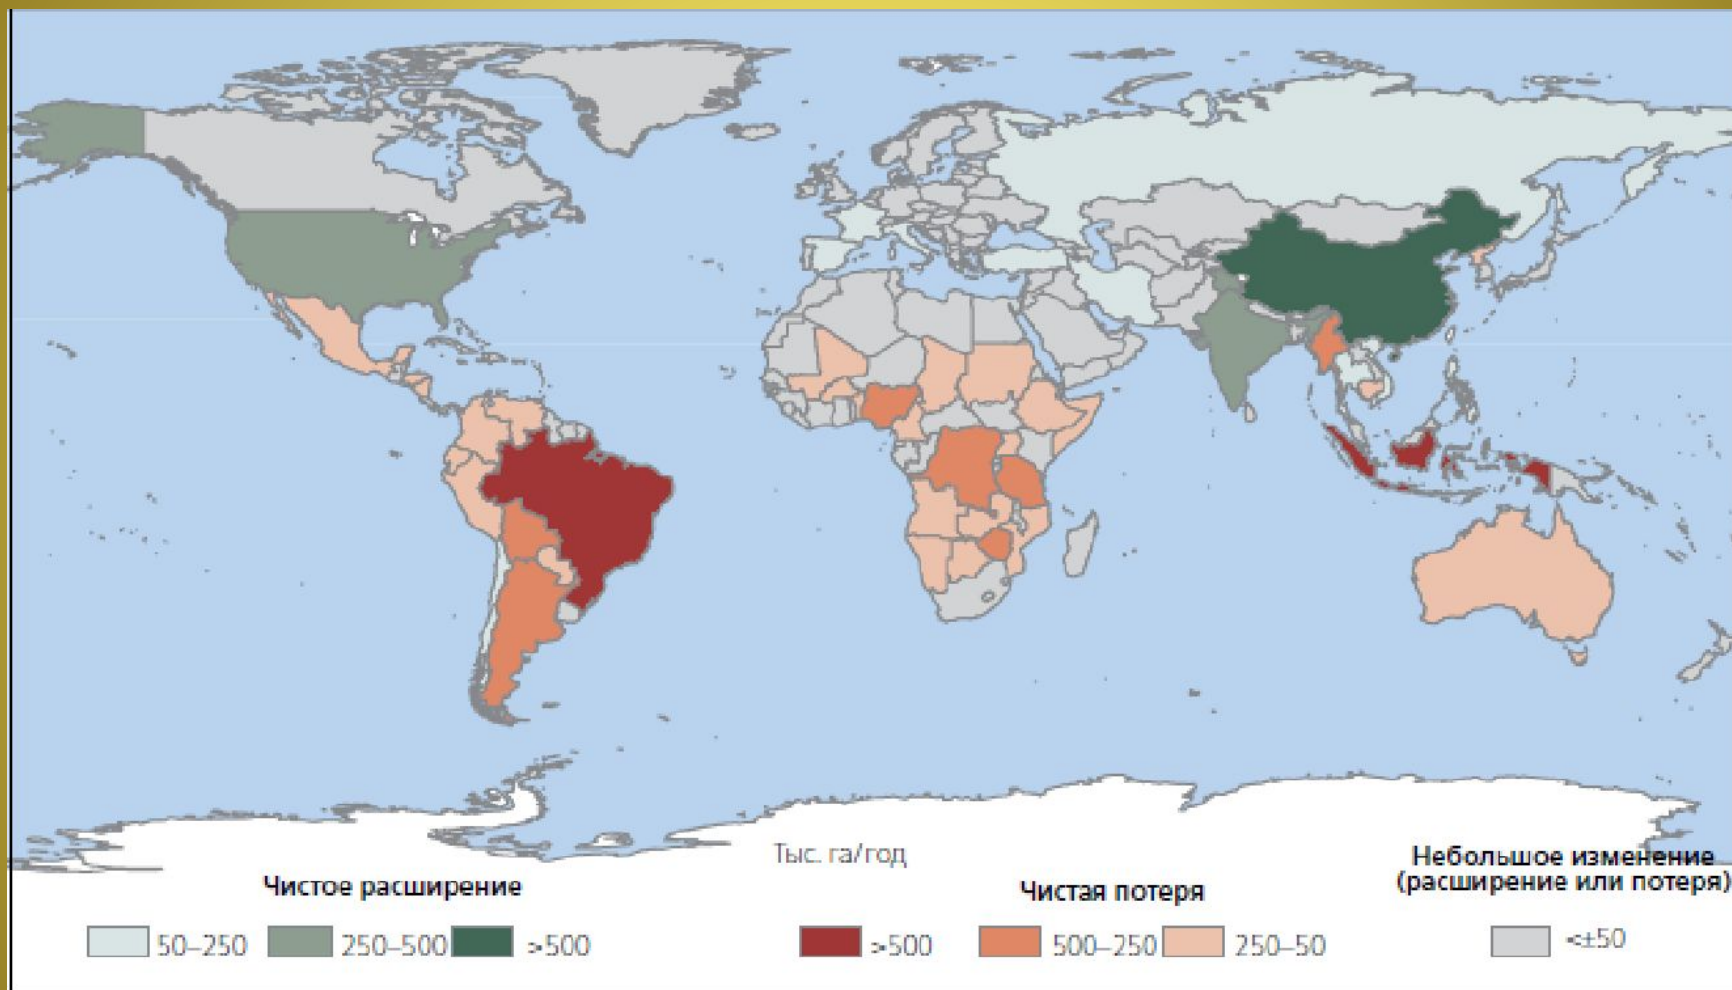 Тыс. га/год
Чистое расширение
50–250
250–500
>500
Чистая потеря
>500
500–250
250–50
Небольшое изменение
(расширение или потеря)
<±50